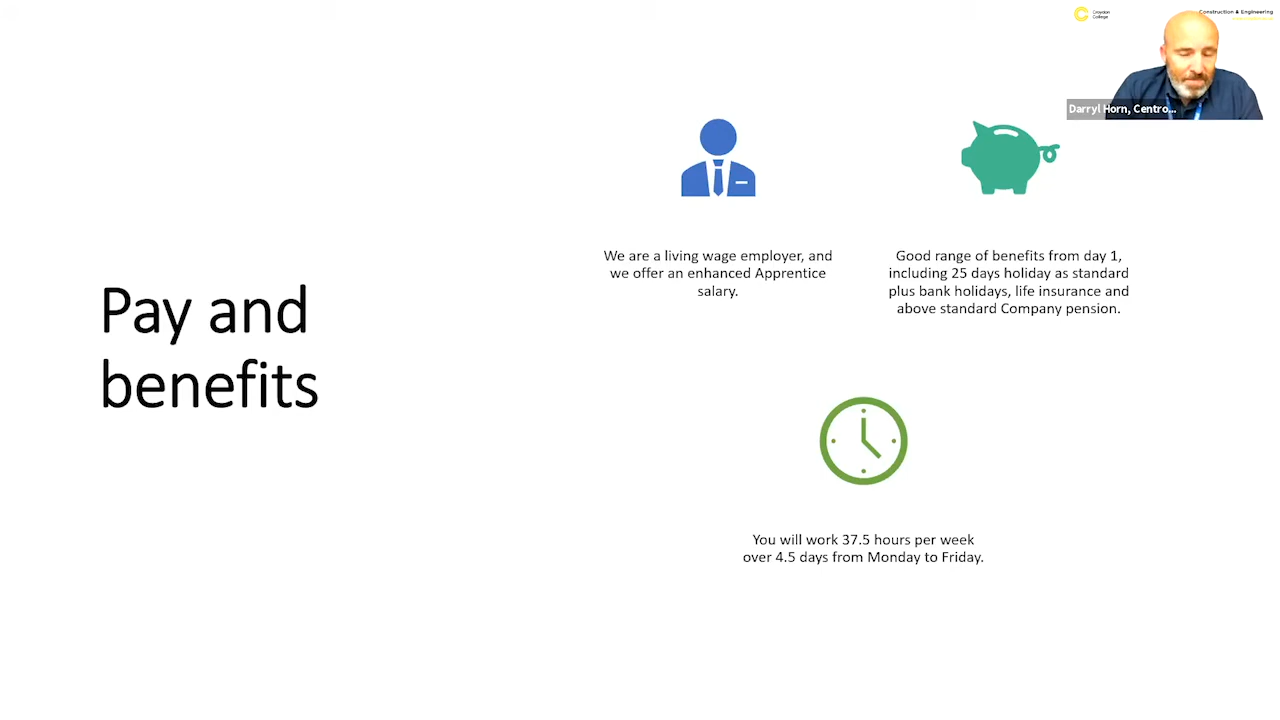 Croydon
College
Construction & Engineering
Darryl Horn, Centro...
Pay and
benefits
We are a living wage employer, and
we offer an enhanced Apprentice
salary.
Good range of benefits from day 1,
including 25 days holiday as standard
plus bank holidays, life insurance and
above standard Company pension.
You will work 37.5 hours per week
over 4.5 days from Monday to Friday.